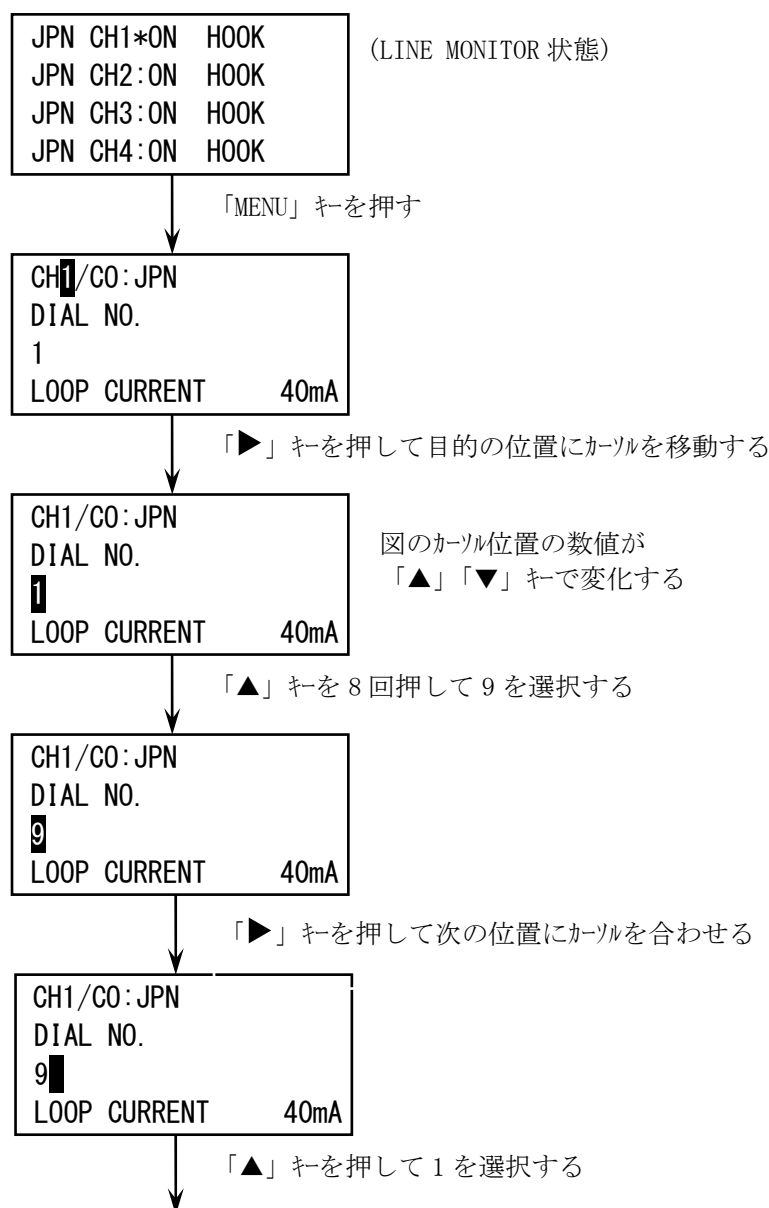 JPN CH1*ON HOOK
JPN CH2:ON HOOK
JPN CH3:ON HOOK
JPN CH4:ON HOOK
(LINE MONITOR 状態)
「MENU」キーを押す
CH1/CO:JPN
DIAL NO.
1
LOOP CURRENT 40mA
「▶」キーを押して目的の位置にカーソルを移動する
CH1/CO:JPN
DIAL NO.
1
LOOP CURRENT 40mA
図のカーソル位置の数値が
「▲」「▼」キーで変化する
「▲」キーを 8 回押して 9 を選択する
CH1/CO:JPN
DIAL NO.
9
LOOP CURRENT 40mA
「▶」キーを押して次の位置にカーソルを合わせる
CH1/CO:JPN
DIAL NO.
9
LOOP CURRENT 40mA
「▲」キーを押して 1 を選択する